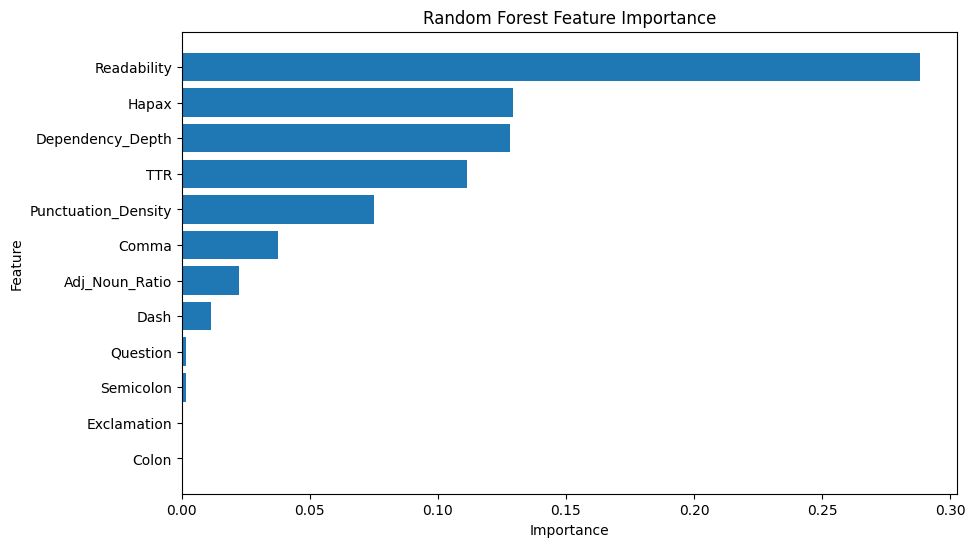 Random Forest Feature Importance
Readability
Hapax
Dependency_Depth
TTR
Punctuation_Density
Comma
Adj_Noun_Ratio
Dash
Question
Semicolon
Exclamation
Colon
Feature
0.00 0.05 0.10 0.15 0.20 0.25 0.30
Importance